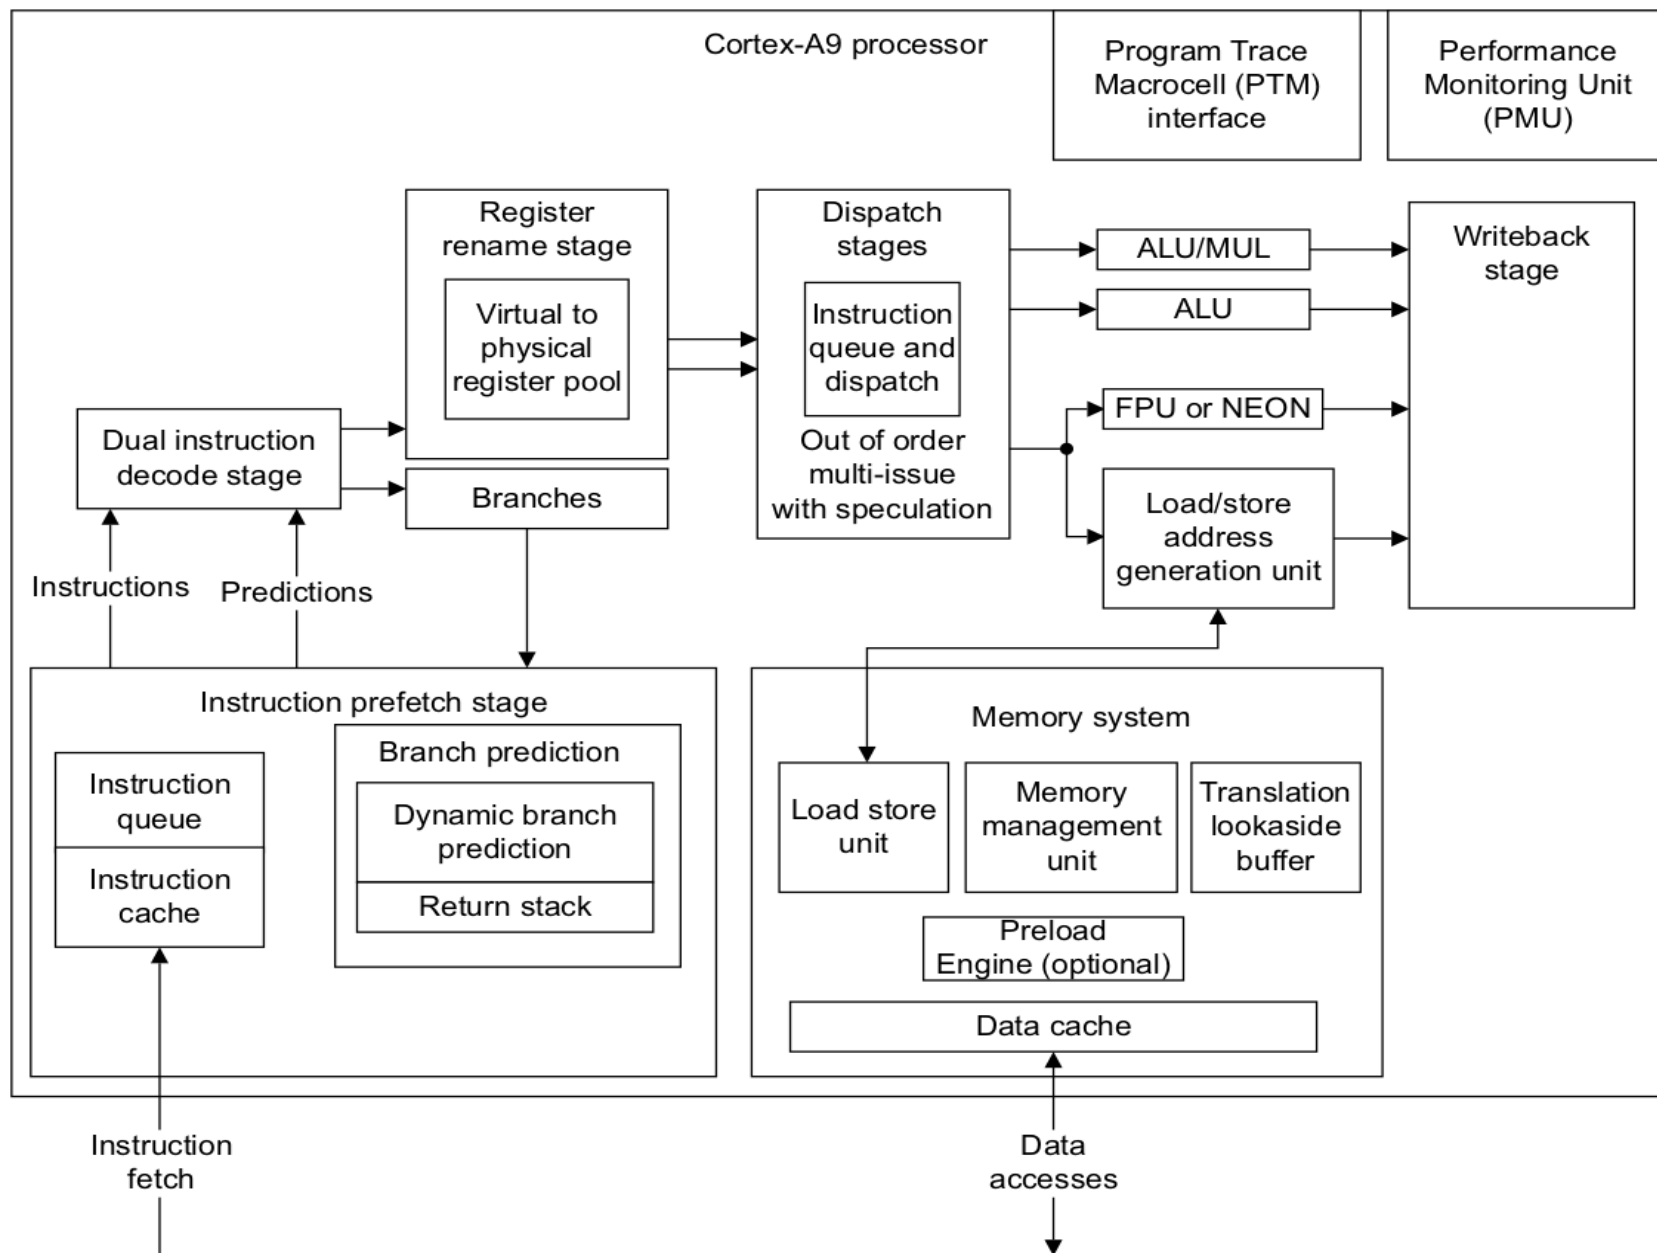 Cortex-A9 processor
Program Trace
Macrocell (PTM)
interface
Performance
Monitoring Unit
(PMU)
Register
rename stage
Virtual to
physical
register pool
Dispatch
stages
Instruction
queue and
dispatch
Out of order
multi-issue
with speculation
ALU/MUL
ALU
FPU or NEON
Load/store
address
generation unit
Writeback
stage
Dual instruction
decode stage
Branches
Instructions
Predictions
Instruction prefetch stage
Instruction
queue
Instruction
cache
Branch prediction
Dynamic branch
prediction
Return stack
Memory system
Load store
unit
Memory
management
unit
Translation
lookaside
buffer
Preload
Engine (optional)
Data cache
Instruction
fetch
Data
accesses